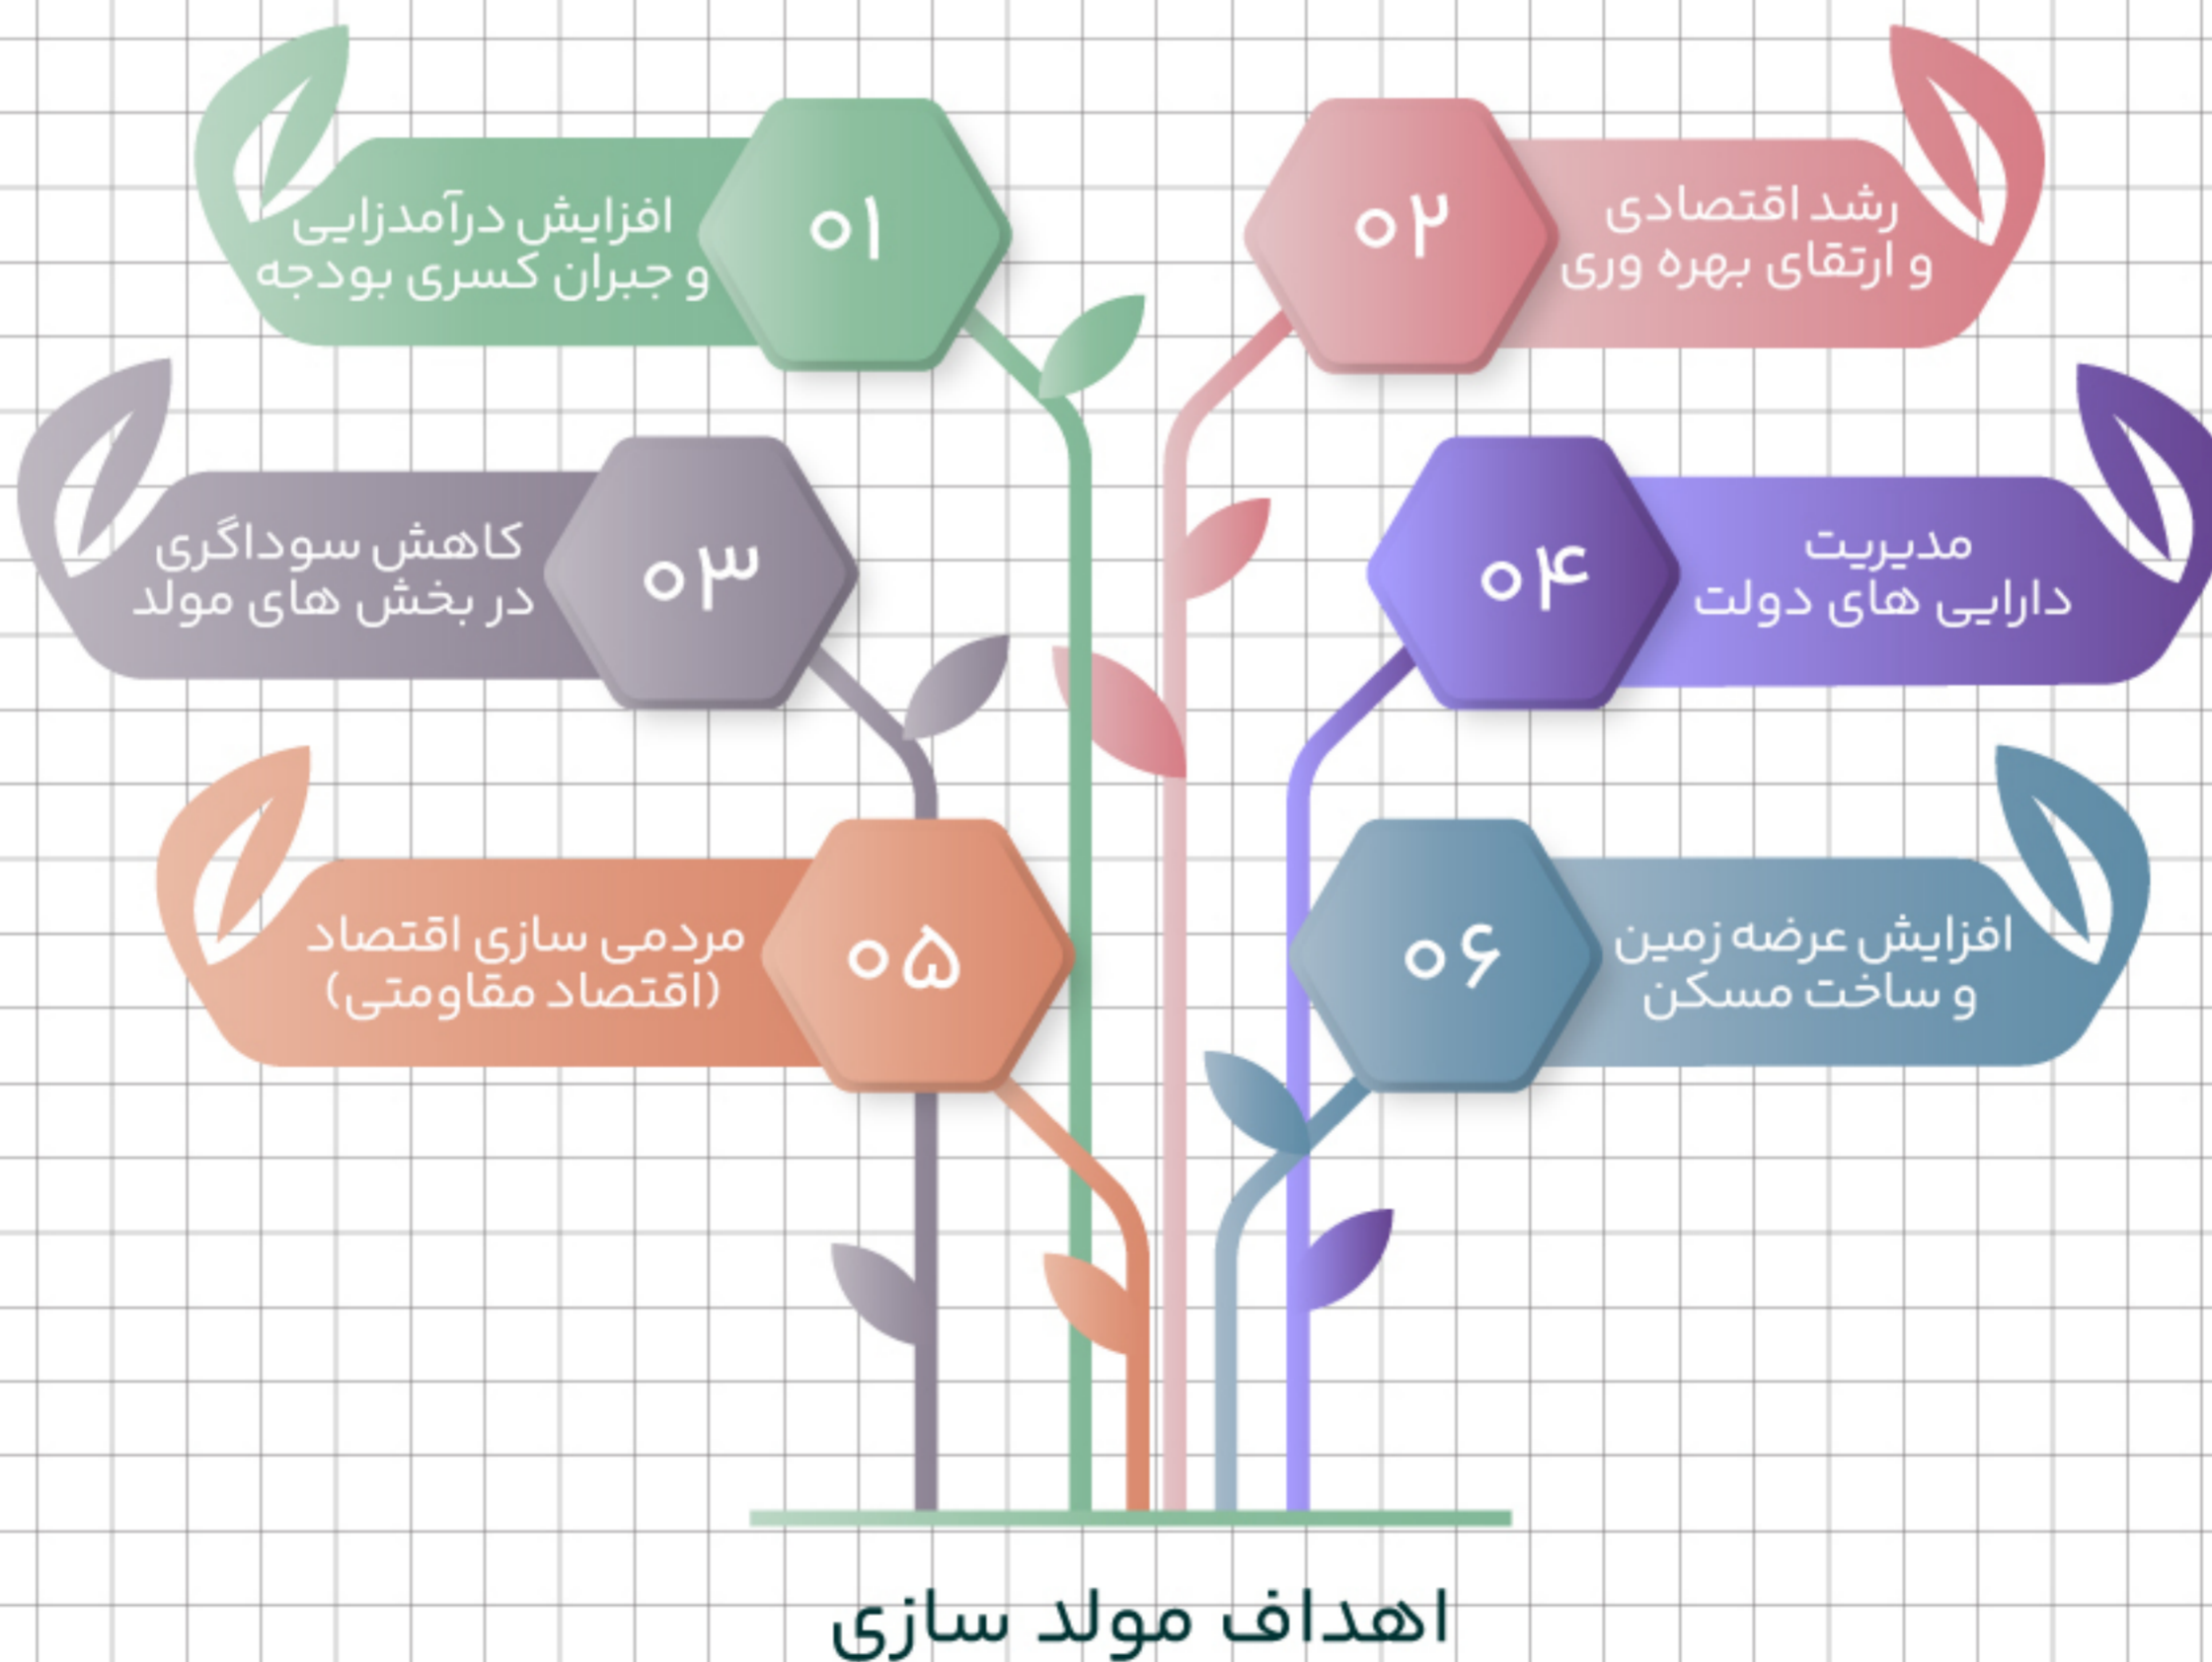 ۰۱
افزایش درآمدزایی
و جبران کسری بودجه
۰۲
رشد اقتصادی
و ارتقای بهره وری
۰۳
کاهش سوداگری
در بخش های مولد
۰۴
مدیریت
دارایی های دولت
۰۵
مردمی سازی اقتصاد
(اقتصاد مقاومتی)
۰۶
افزایش عرضه زمین
و ساخت مسکن
اهداف مولد سازی